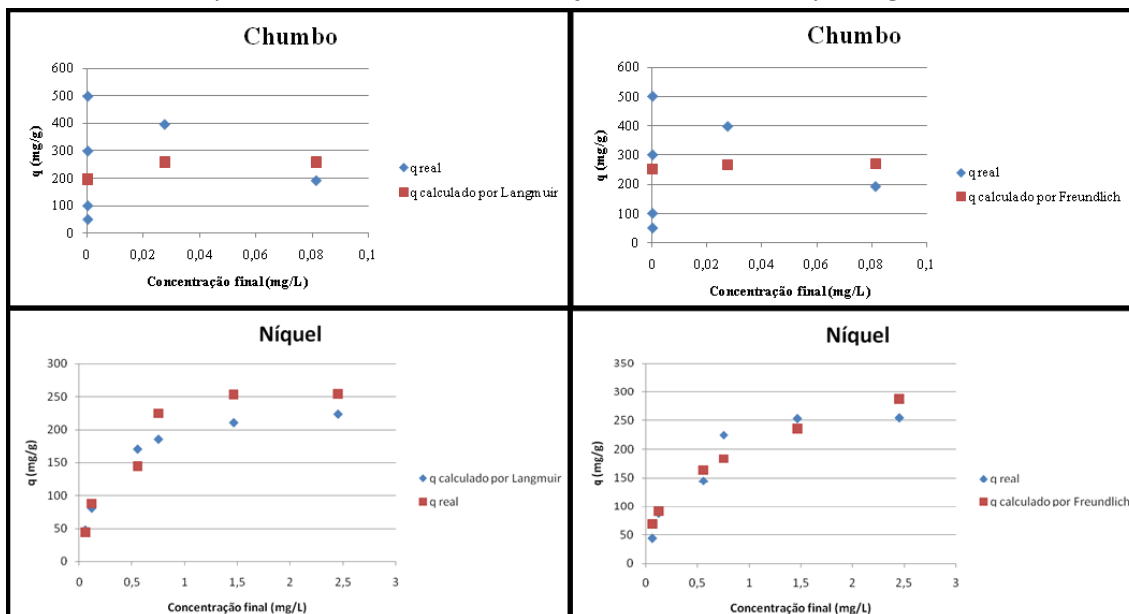 Chumbo
600
500
400
300
200
100
0
q (mg/g)
0 0,02 0,04 0,06 0,08 0,1
Concentração final (mg/L)
q real
q calculado por Langmuir
Chumbo
600
500
400
300
200
100
0
q (mg/g)
0 0,02 0,04 0,06 0,08 0,1
Concentração final (mg/L)
q real
q calculado por Freundlich
Níquel
300
250
200
150
100
50
0
q (mg/g)
0 0,5 1 1,5 2 2,5 3
Concentração final (mg/L)
q calculado por Langmuir
q real
Níquel
350
300
250
200
150
100
50
0
q (mg/g)
0 0,5 1 1,5 2 2,5 3
Concentração final (mg/L)
q real
q calculado por Freundlich